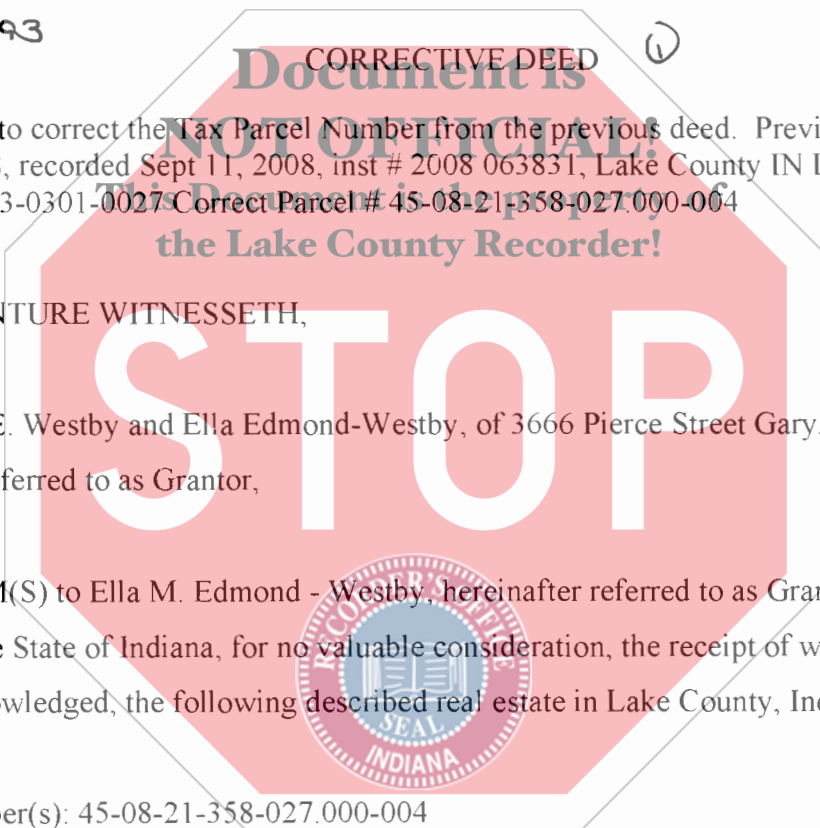 93
CORRECTIVE DEED 1
Document is
to correct the Tax Parcel Number from the previous deed. Previ
NOT OFFICIAL!
, recorded Sept 11, 2008, inst # 2008 063831, Lake County IN
This Document is the property of
3-0301-0027 Correct Parcel # 45-08-21-358-027.000-004
the Lake County Recorder!
NTURE WITNESSETH,
STOP
E. Westby and Ella Edmond-Westby, of 3666 Pierce Street Gary,
ferred to as Grantor,
M(S) to Ella M. Edmond - Westby, hereinafter referred to as Gran
e State of Indiana, for no valuable consideration, the receipt of w
owledged, the following described real estate in Lake County, Ind
RECORDER'S OFFICE
SEAL
INDIANA
er(s): 45-08-21-358-027.000-004